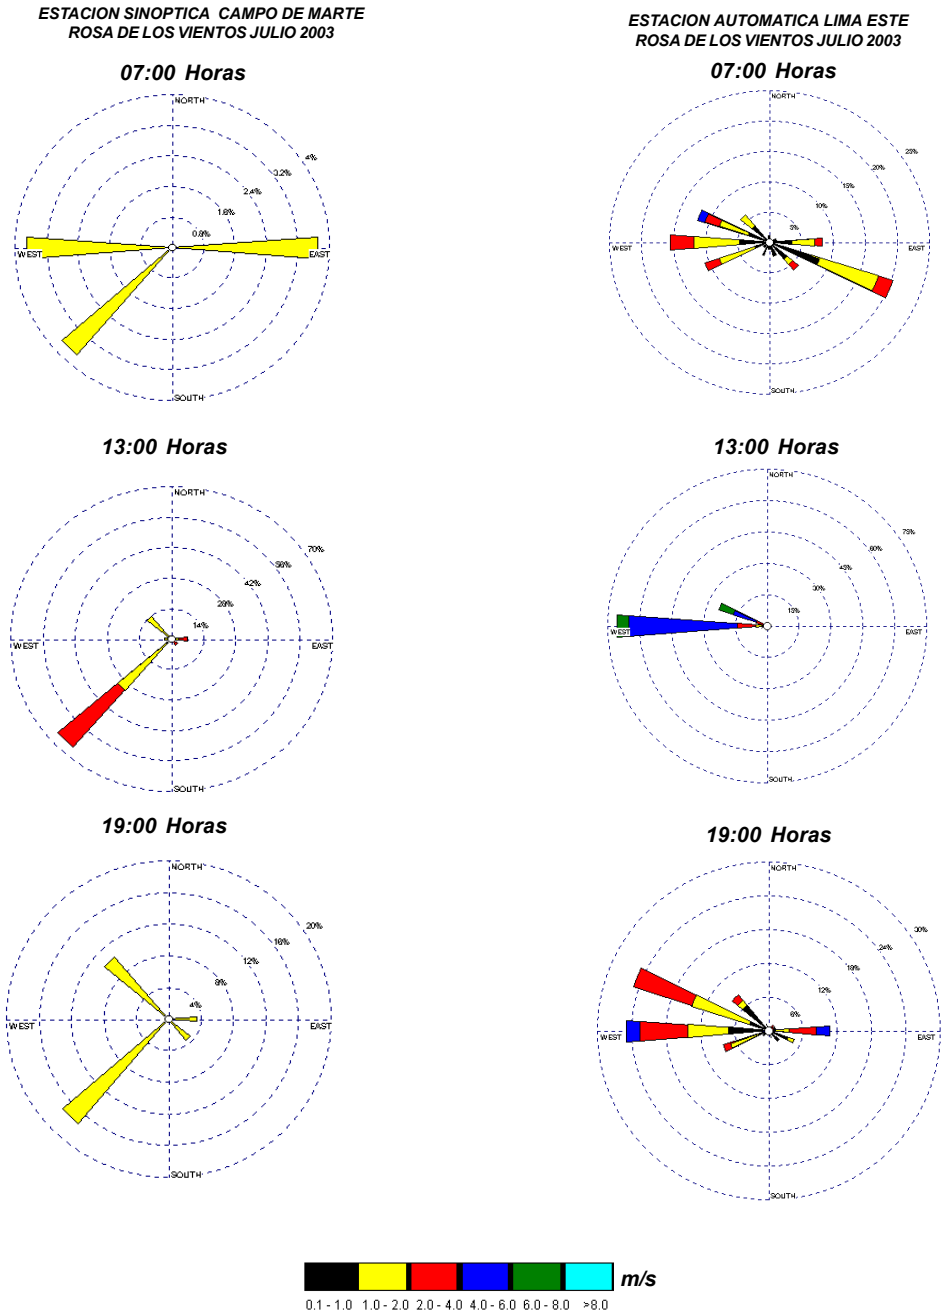 ESTACION SINOPTICA CAMPO DE MARTE
ROSA DE LOS VIENTOS JULIO 2003
07:00 Horas
NORTH
4%
3.2%
2.4%
1.6%
0.8%
WEST
EAST
SOUTH
13:00 Horas
NORTH
70%
56%
42%
28%
14%
WEST
EAST
SOUTH
19:00 Horas
NORTH
20%
16%
12%
8%
4%
WEST
EAST
SOUTH
ESTACION AUTOMATICA LIMA ESTE
ROSA DE LOS VIENTOS JULIO 2003
07:00 Horas
NORTH
25%
20%
15%
10%
5%
WEST
EAST
SOUTH
13:00 Horas
NORTH
75%
60%
45%
30%
15%
WEST
EAST
SOUTH
19:00 Horas
NORTH
30%
24%
18%
12%
6%
WEST
EAST
SOUTH
m/s
0.1 - 1.0 1.0 - 2.0 2.0 - 4.0 4.0 - 6.0 6.0 - 8.0 >8.0